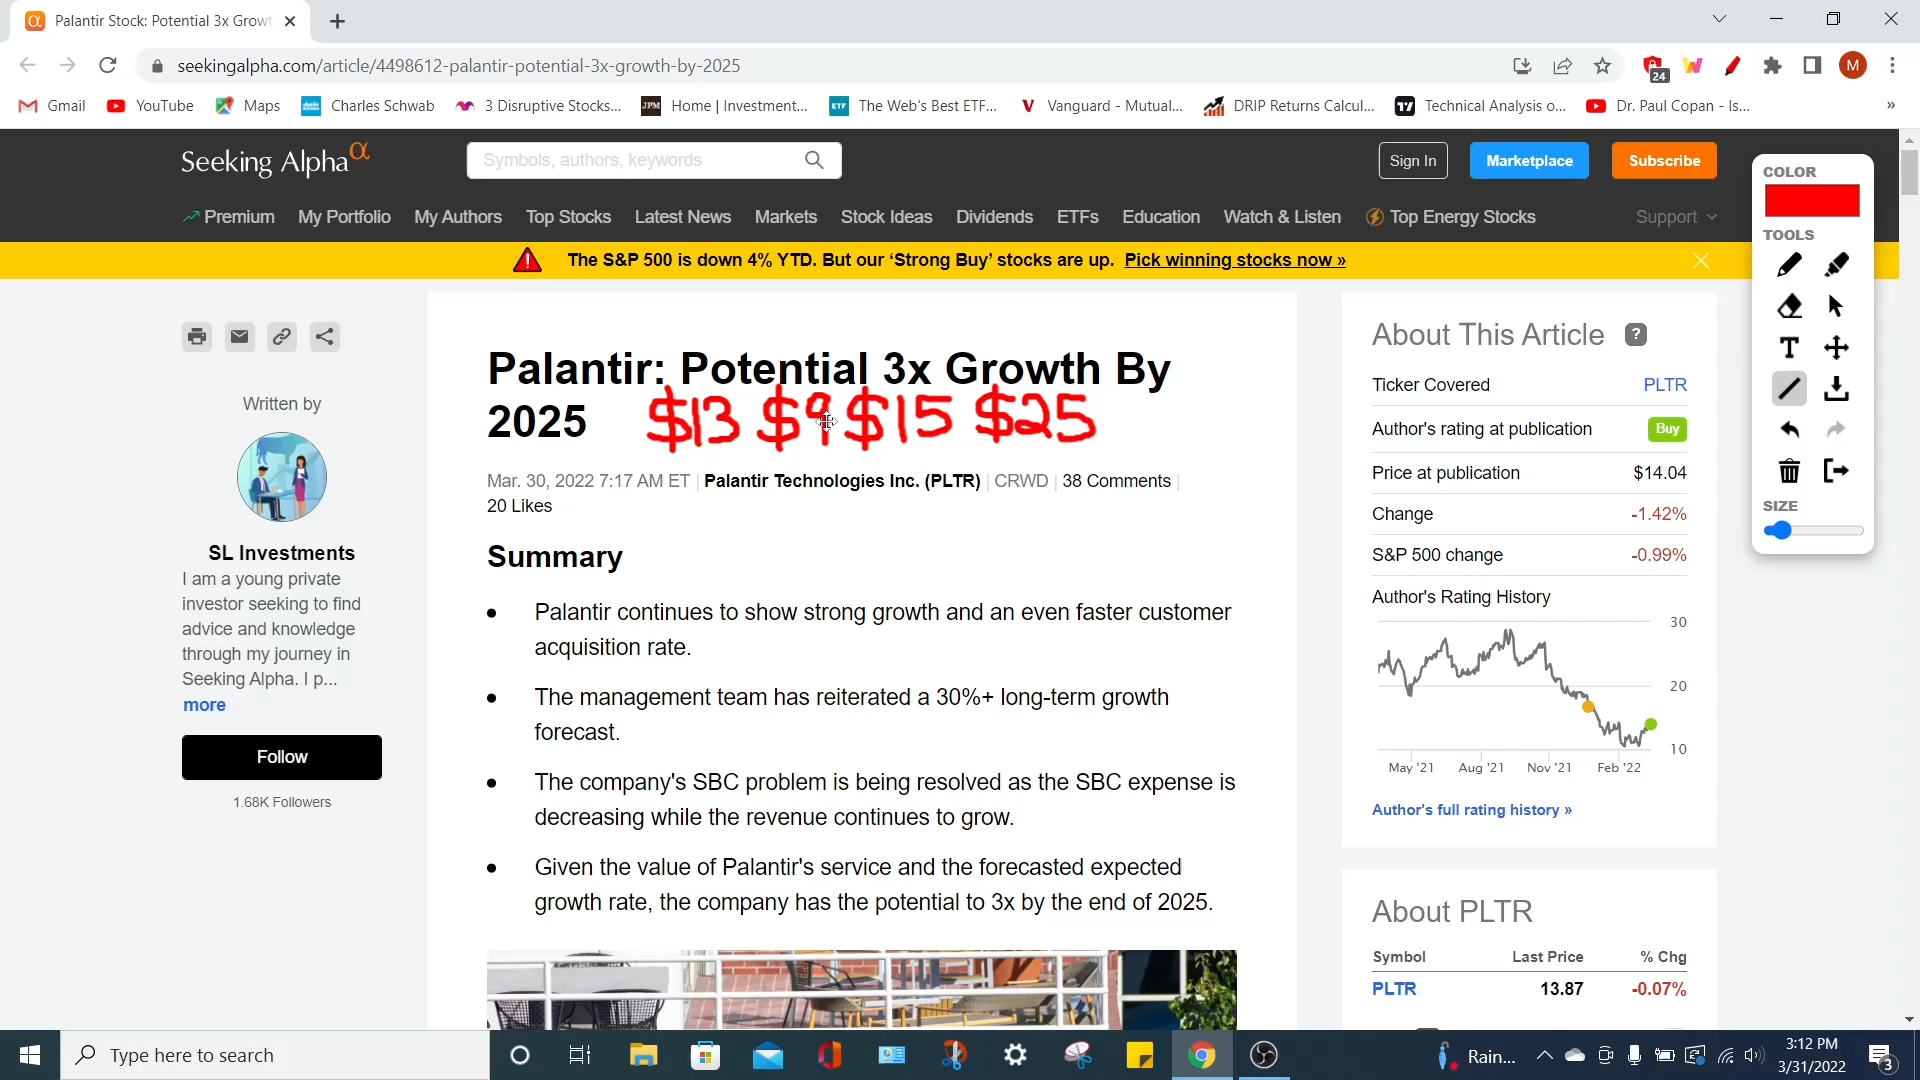 Palantir Stock: Potential 3x Growt
seekingalpha.com/article/4498612-palantir-potential-3x-growth-by-2025
24
M
Gmail YouTube Maps Charles Schwab 3 Disruptive Stocks... JPM Home | Investment... ETF The Web's Best ETF... Vanguard - Mutual... DRIP Returns Calcul... Technical Analysis o... Dr. Paul Copan - Is... »
Seeking Alpha α
Symbols, authors, keywords
Sign In
Marketplace
Subscribe
Premium My Portfolio My Authors Top Stocks Latest News Markets Stock Ideas Dividends ETFs Education Watch & Listen Top Energy Stocks Support
The S&P 500 is down 4% YTD. But our ‘Strong Buy’ stocks are up. Pick winning stocks now »
COLOR
TOOLS
T
SIZE
Written by
SL Investments
I am a young private
investor seeking to find
advice and knowledge
through my journey in
Seeking Alpha. I p...
more
Follow
1.68K Followers
Palantir: Potential 3x Growth By
2025
$13 $9 $15 $25
Mar. 30, 2022 7:17 AM ET | Palantir Technologies Inc. (PLTR) | CRWD | 38 Comments |
20 Likes
Summary
• Palantir continues to show strong growth and an even faster customer
acquisition rate.
• The management team has reiterated a 30%+ long-term growth
forecast.
• The company's SBC problem is being resolved as the SBC expense is
decreasing while the revenue continues to grow.
• Given the value of Palantir's service and the forecasted expected
growth rate, the company has the potential to 3x by the end of 2025.
About This Article ?
Ticker Covered PLTR
Author's rating at publication Buy
Price at publication $14.04
Change -1.42%
S&P 500 change -0.99%
Author's Rating History
30
20
10
May '21 Aug '21 Nov '21 Feb '22
Author's full rating history »
About PLTR
Symbol Last Price % Chg
PLTR 13.87 -0.07%
Type here to search
Rain...
3:12 PM
3/31/2022
3